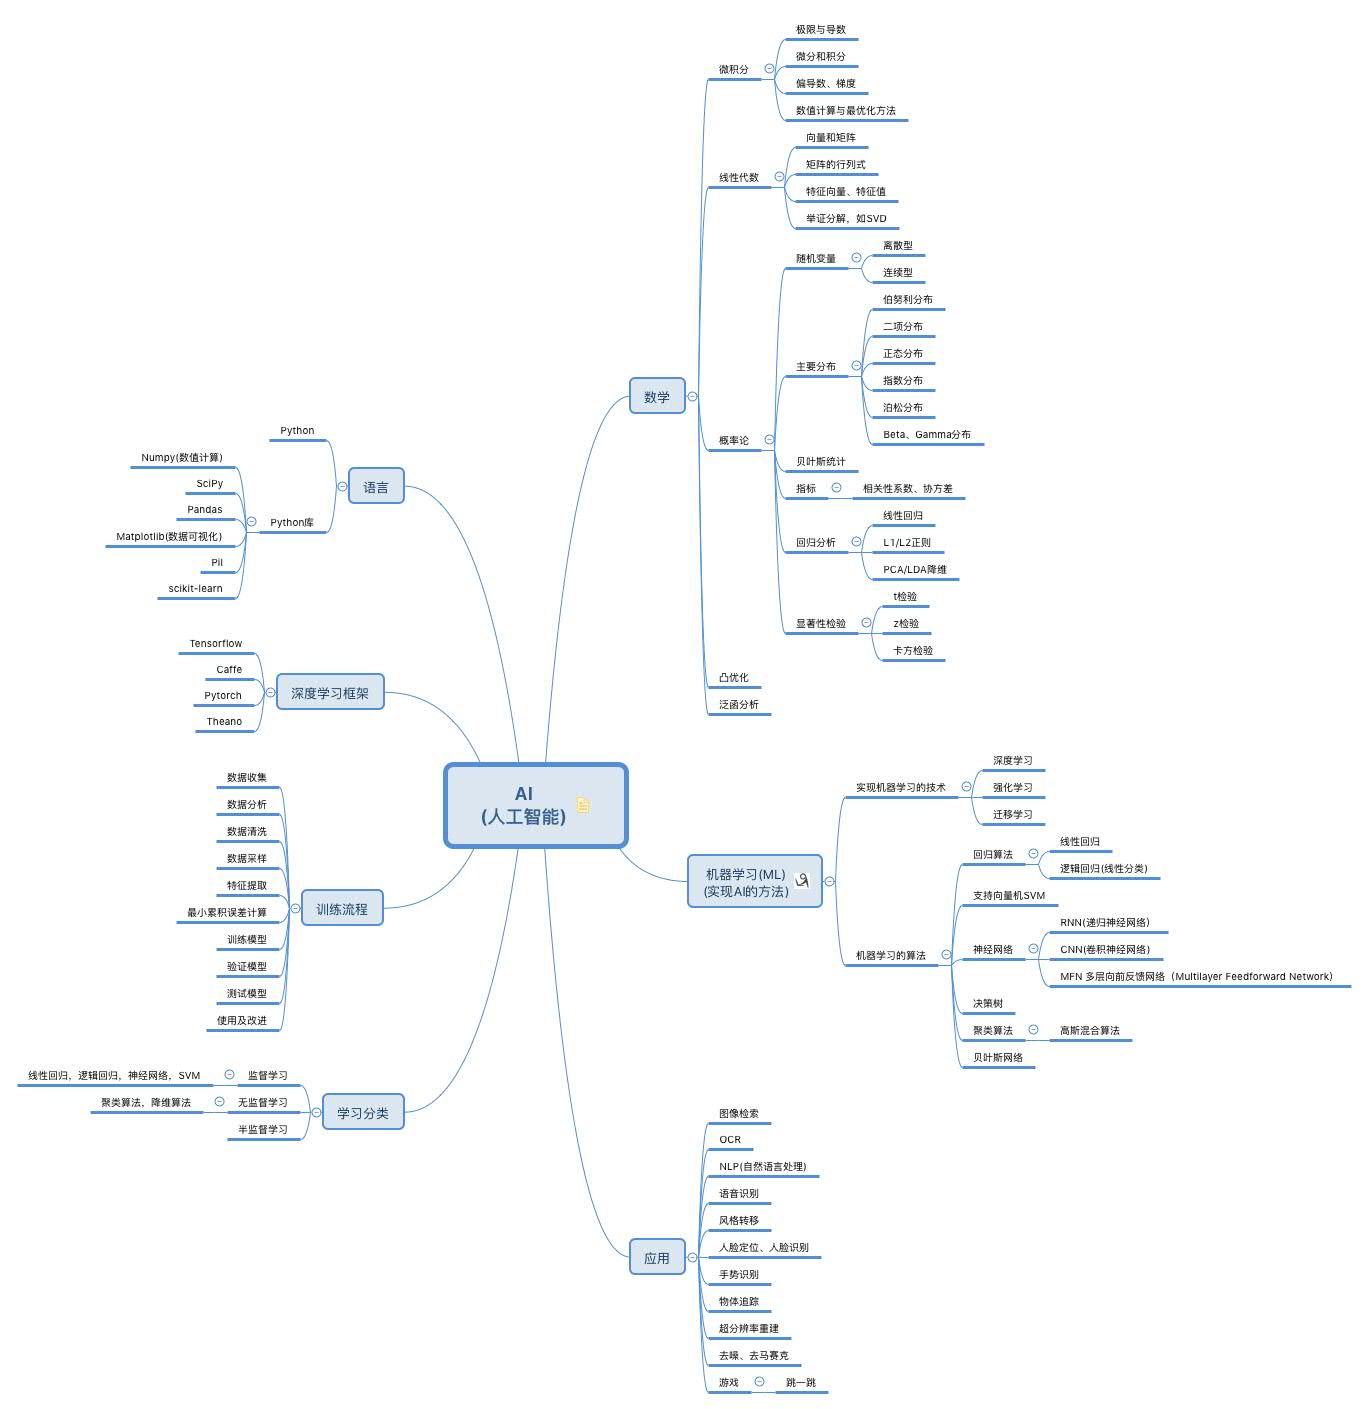 AI
(人工智能)
数学
微积分
极限与导数
微分和积分
偏导数、梯度
数值计算与最优化方法
线性代数
向量和矩阵
矩阵的行列式
特征向量、特征值
举证分解，如SVD
概率论
随机变量
离散型
连续型
主要分布
伯努利分布
二项分布
正态分布
指数分布
泊松分布
Beta、Gamma分布
贝叶斯统计
指标
相关性系数、协方差
回归分析
线性回归
L1/L2正则
PCA/LDA降维
显著性检验
t检验
z检验
卡方检验
凸优化
泛函分析
机器学习(ML)
(实现AI的方法)
实现机器学习的技术
深度学习
强化学习
迁移学习
机器学习的算法
回归算法
线性回归
逻辑回归(线性分类)
支持向量机SVM
神经网络
RNN(递归神经网络)
CNN(卷积神经网络)
MFN 多层向前反馈网络（Multilayer Feedforward Network）
决策树
聚类算法
高斯混合算法
贝叶斯网络
应用
图像检索
OCR
NLP(自然语言处理)
语音识别
风格转移
人脸定位、人脸识别
手势识别
物体追踪
超分辨率重建
去噪、去马赛克
游戏
跳一跳
语言
Python
Python库
Numpy(数值计算)
SciPy
Pandas
Matplotlib(数据可视化)
Pil
scikit-learn
深度学习框架
Tensorflow
Caffe
Pytorch
Theano
训练流程
数据收集
数据分析
数据清洗
数据采样
特征提取
最小累积误差计算
训练模型
验证模型
测试模型
使用及改进
学习分类
监督学习
线性回归，逻辑回归，神经网络，SVM
无监督学习
聚类算法，降维算法
半监督学习